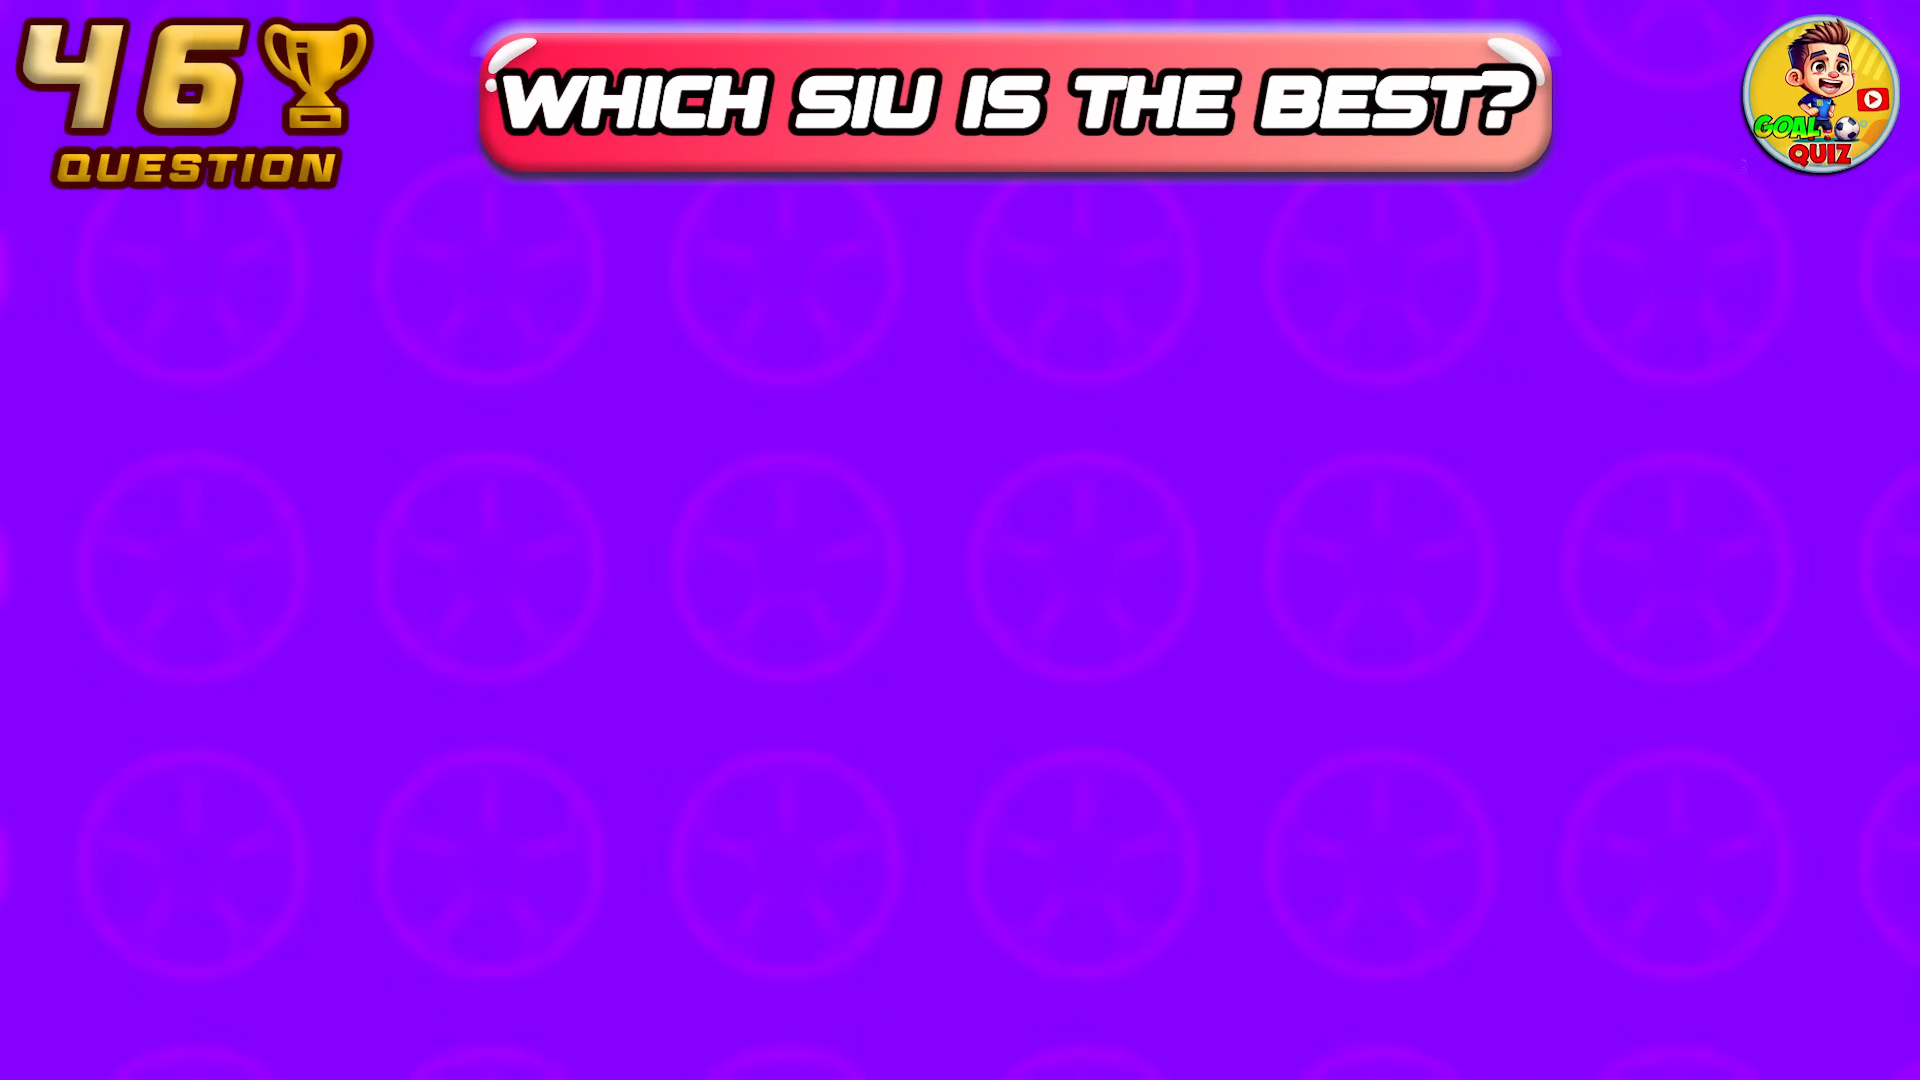 46
QUESTION
WHICH SIU IS THE BEST?
GOAL
QUIZ